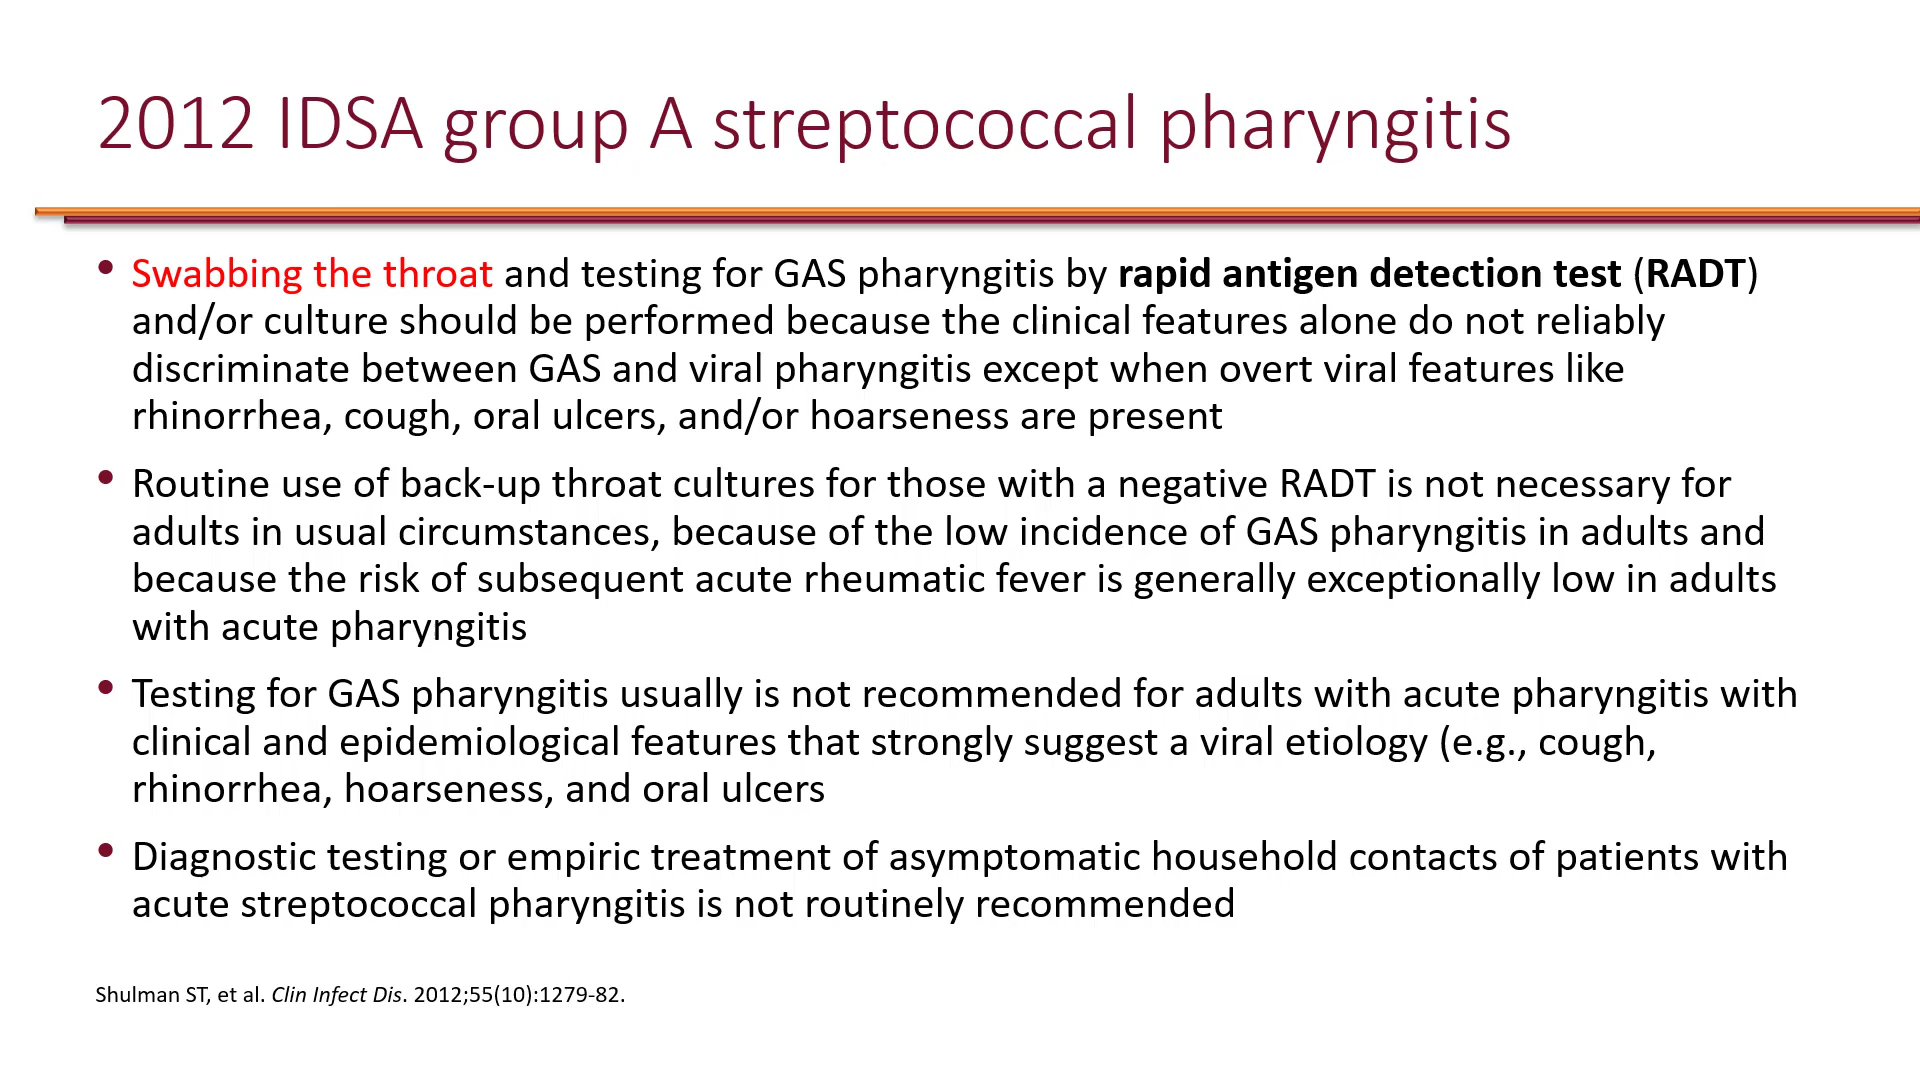 2012 IDSA group A streptococcal pharyngitis
• Swabbing the throat and testing for GAS pharyngitis by rapid antigen detection test (RADT)
and/or culture should be performed because the clinical features alone do not reliably
discriminate between GAS and viral pharyngitis except when overt viral features like
rhinorrhea, cough, oral ulcers, and/or hoarseness are present
• Routine use of back-up throat cultures for those with a negative RADT is not necessary for
adults in usual circumstances, because of the low incidence of GAS pharyngitis in adults and
because the risk of subsequent acute rheumatic fever is generally exceptionally low in adults
with acute pharyngitis
• Testing for GAS pharyngitis usually is not recommended for adults with acute pharyngitis with
clinical and epidemiological features that strongly suggest a viral etiology (e.g., cough,
rhinorrhea, hoarseness, and oral ulcers
• Diagnostic testing or empiric treatment of asymptomatic household contacts of patients with
acute streptococcal pharyngitis is not routinely recommended
Shulman ST, et al. Clin Infect Dis. 2012;55(10):1279-82.